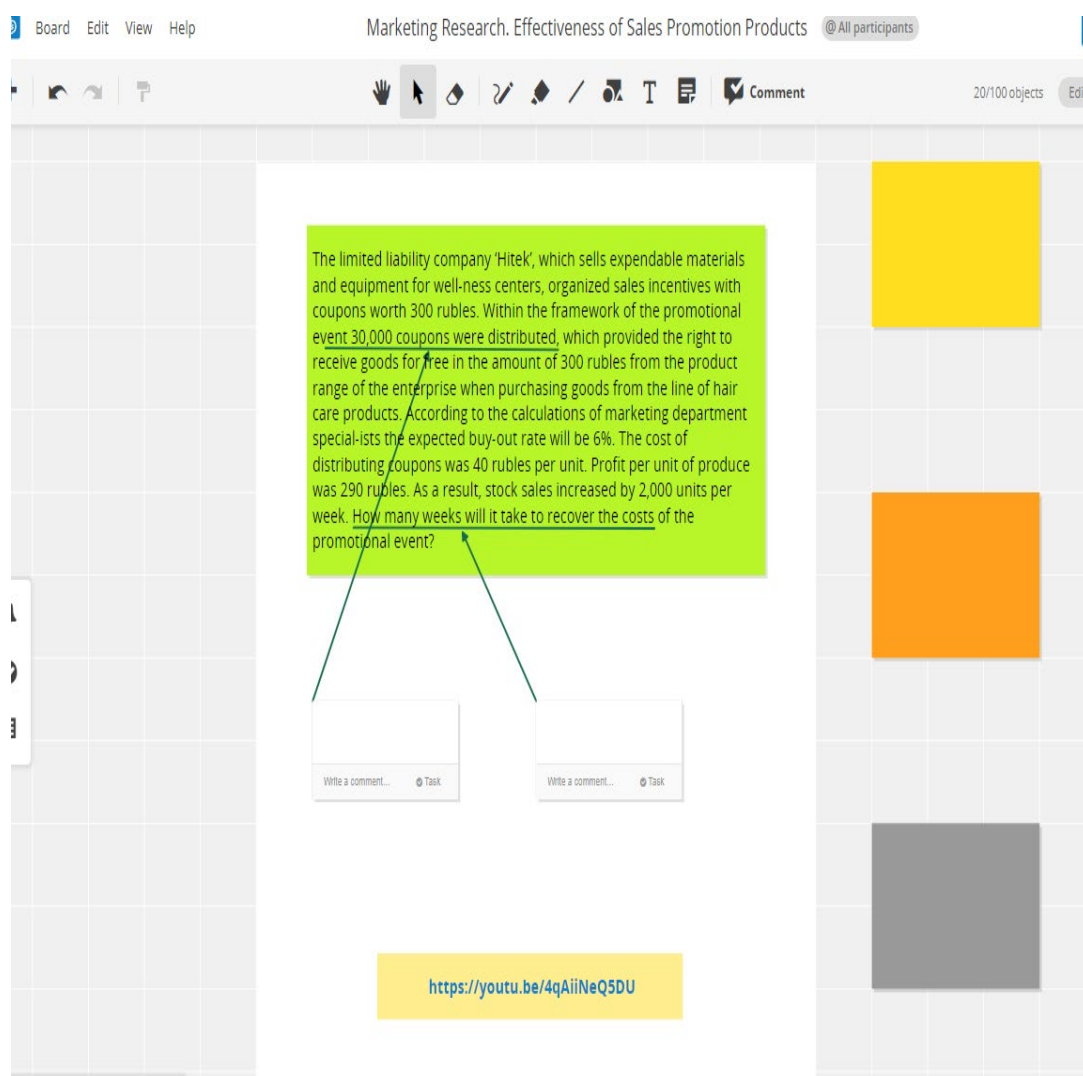 Board Edit View Help
Marketing Research. Effectiveness of Sales Promotion Products @ All participants
T Comment 20/100 objects Edi
The limited liability company ‘Hitek’, which sells expendable materials
and equipment for well-ness centers, organized sales incentives with
coupons worth 300 rubles. Within the framework of the promotional
event 30,000 coupons were distributed, which provided the right to
receive goods for free in the amount of 300 rubles from the product
range of the enterprise when purchasing goods from the line of hair
care products. According to the calculations of marketing department
special-ists the expected buy-out rate will be 6%. The cost of
distributing coupons was 40 rubles per unit. Profit per unit of produce
was 290 rubles. As a result, stock sales increased by 2,000 units per
week. How many weeks will it take to recover the costs of the
promotional event?
Write a comment... Task
Write a comment... Task
https://youtu.be/4qAiiNeQ5DU